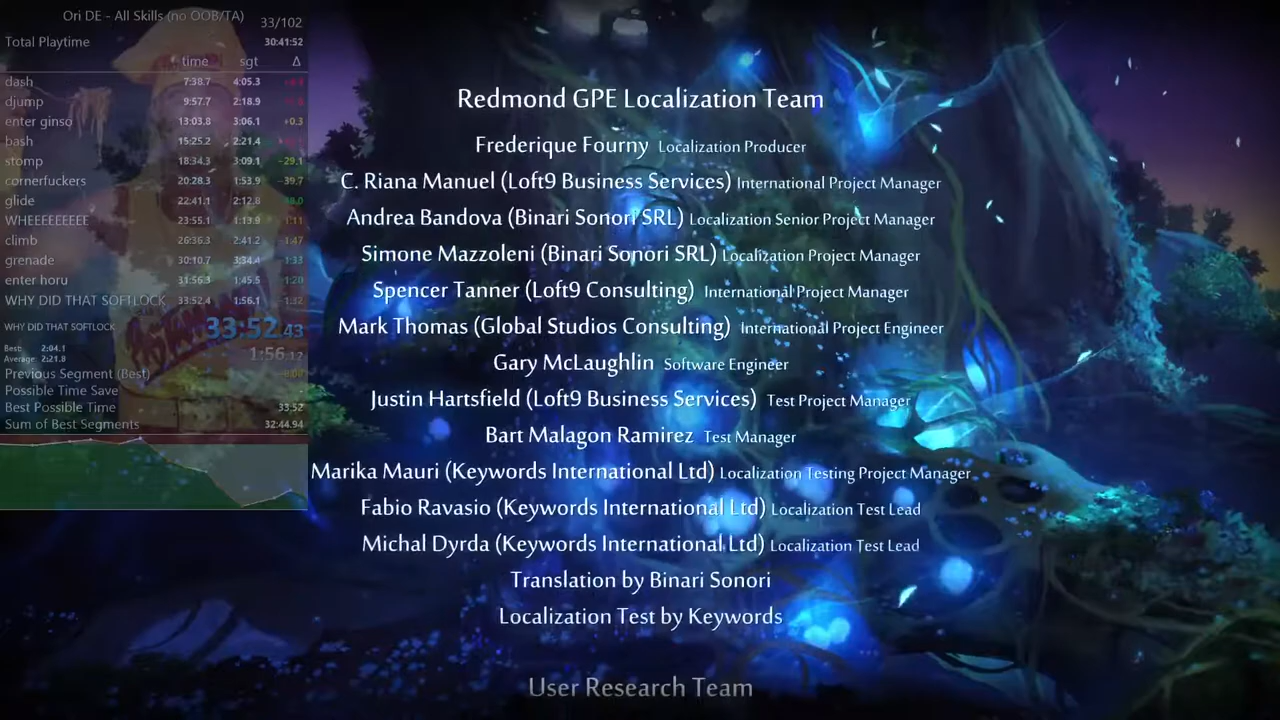 Ori DE - All Skills (no OOB/TA)
33/102
Total Playtime 30:41:52
time sgt Δ
dash 7:38.7 4:05.3
djump 9:57.7 2:18.9
enter ginso 13:03.8 3:06.1 +0.3
bash 15:25.2 2:21.4
stomp 18:34.3 3:09.1 −29.1
cornerfuckers 20:28.3 1:53.9 −39.7
glide 22:41.1 2:12.8
WHEEEEEEEEE 23:55.1 1:13.9 −1:11
climb 26:36.3 2:41.2 −1:47
grenade 30:10.7 3:34.4 −1:33
enter horu 31:56.3 1:45.5 −1:20
WHY DID THAT SOFTLOCK 33:52.4 1:56.1 −1:32
WHY DID THAT SOFTLOCK
33:52.43
Best: 2:04.1
Average: 2:21.8
1:56.12
Previous Segment (Best)
Possible Time Save -
Best Possible Time 33:52
Sum of Best Segments 32:44.94
Redmond GPE Localization Team
Frederique Fourny Localization Producer
C. Riana Manuel (Loft9 Business Services) International Project Manager
Andrea Bandova (Binari Sonori SRL) Localization Senior Project Manager
Simone Mazzoleni (Binari Sonori SRL) Localization Project Manager
Spencer Tanner (Loft9 Consulting) International Project Manager
Mark Thomas (Global Studios Consulting) International Project Engineer
Gary McLaughlin Software Engineer
Justin Hartsfield (Loft9 Business Services) Test Project Manager
Bart Malagon Ramirez Test Manager
Marika Mauri (Keywords International Ltd) Localization Testing Project Manager
Fabio Ravasio (Keywords International Ltd) Localization Test Lead
Michal Dyrda (Keywords International Ltd) Localization Test Lead
Translation by Binari Sonori
Localization Test by Keywords
User Research Team